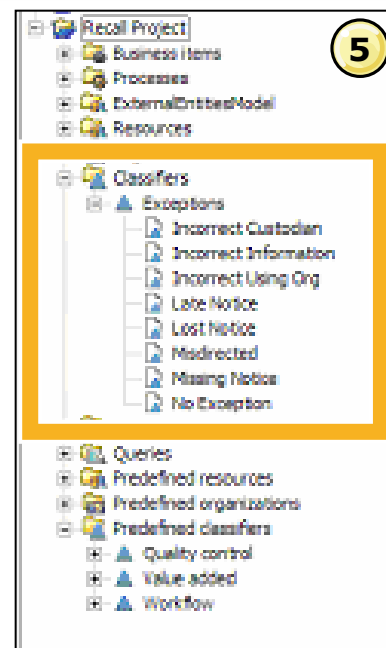 Recall Project
5
Business items
Processes
ExternalEntitiesModel
Resources
Classifiers
Exceptions
Incorrect Custodian
Incorrect Information
Incorrect Using Org
Late Notice
Lost Notice
Misdirected
Missing Notice
No Exception
Queries
Predefined resources
Predefined organizations
Predefined classifiers
Quality control
Value added
Workflow